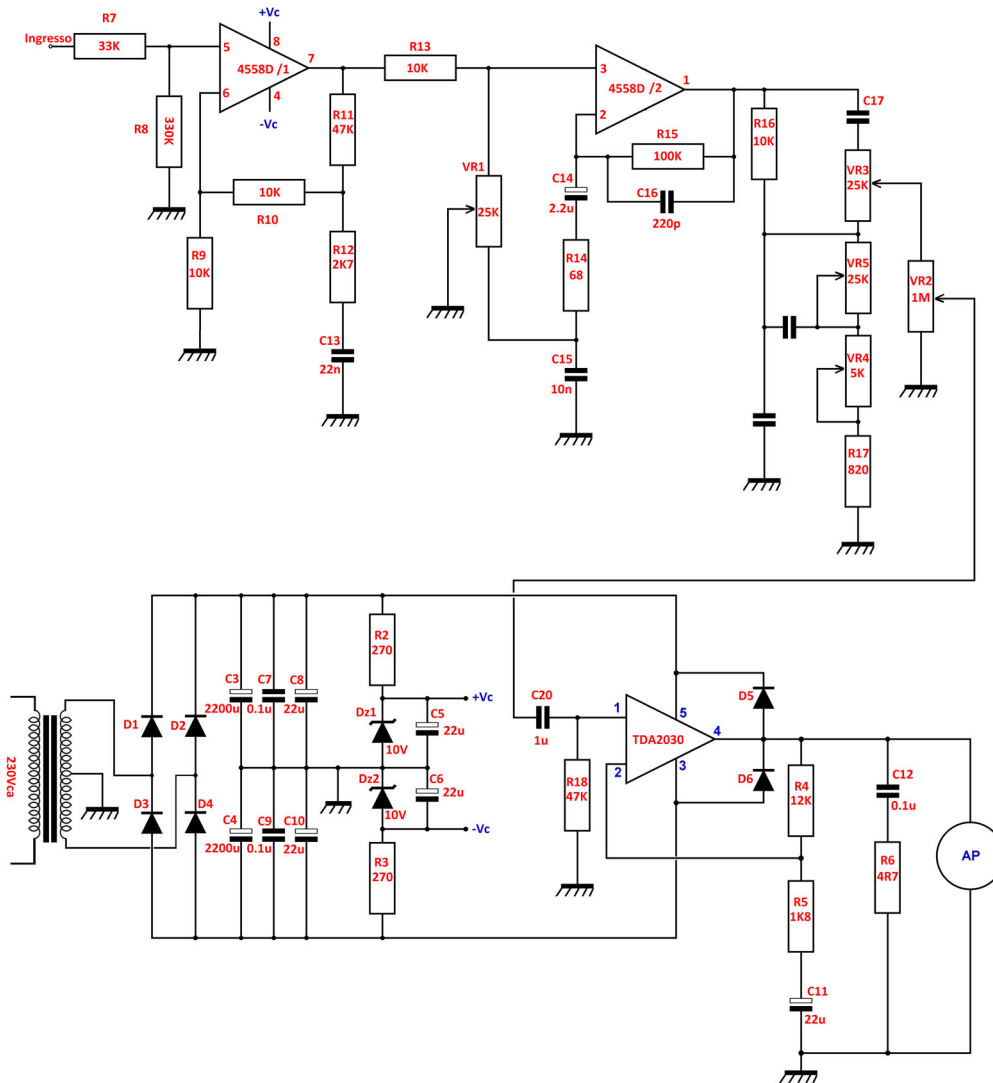 R7
Ingresso
33K
+Vc
8
5
4558D /1
7
6
4
-Vc
R8
330K
R11
47K
10K
R10
R9
10K
R12
2K7
C13
22n
R13
10K
3
4558D /2
1
2
R15
100K
VR1
25K
C14
2.2u
C16
220p
R14
68
C15
10n
R16
10K
C17
VR3
25K
VR5
25K
VR2
1M
VR4
5K
R17
820
230Vca
D1
D2
D3
D4
C3
2200u
C7
0.1u
C8
22u
C4
2200u
C9
0.1u
C10
22u
R2
270
+Vc
Dz1
10V
C5
22u
Dz2
10V
C6
22u
-Vc
R3
270
C20
1u
R18
47K
1
5
TDA2030
4
2
3
D5
D6
R4
12K
C12
0.1u
R6
4R7
AP
R5
1K8
C11
22u